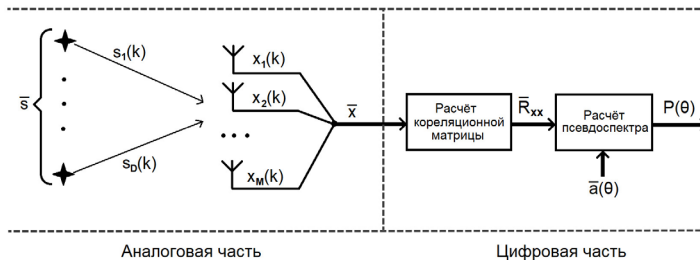 s̅
s₁(k)
s_D(k)
x₁(k)
x₂(k)
x_M(k)
x̅
Расчёт
кореляционной
матрицы
R̅xx
Расчёт
псевдоспектра
P(θ)
a̅(θ)
Аналоговая часть
Цифровая часть